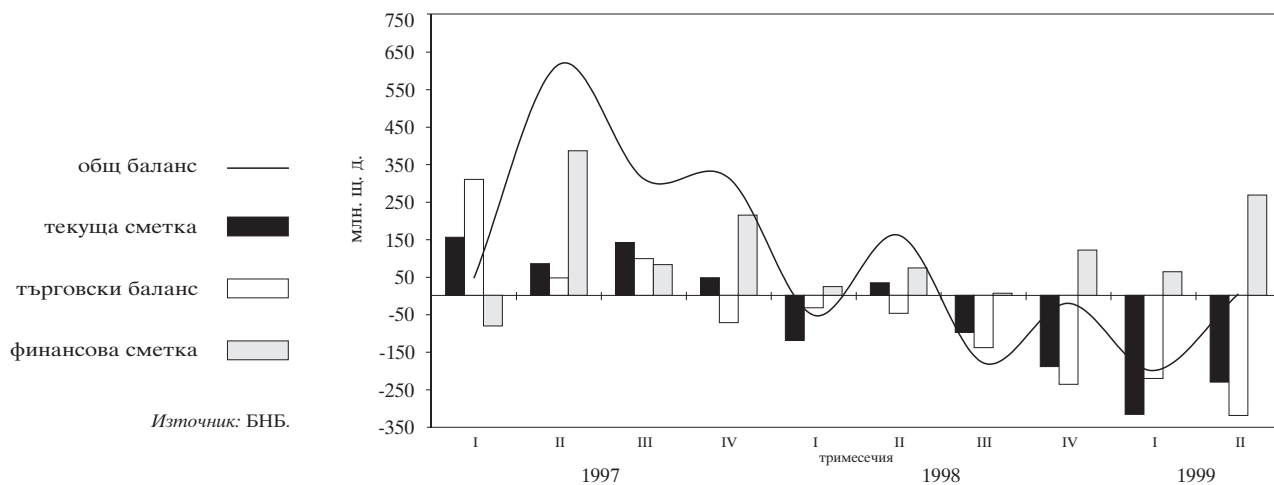 общ баланс
текуща сметка
търговски баланс
финансова сметка
Източник: БНБ.
млн. щ. д.
750
650
550
450
350
250
150
50
-50
-150
-250
-350
I II III IV I II III IV I II
тримесечия
1997 1998 1999